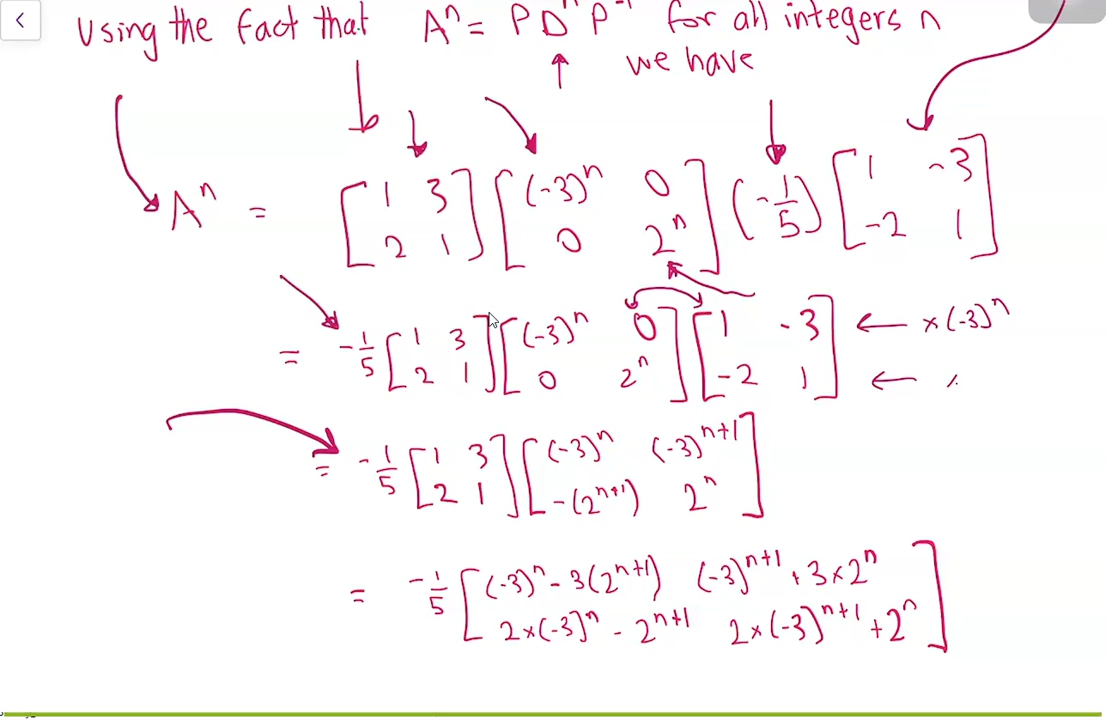 Using the fact that A^n = P D^n P^-1 for all integers n
we have
A^n = [1 3; 2 1] [(-3)^n 0; 0 2^n] (-1/5) [1 -3; -2 1]
= -1/5 [1 3; 2 1] [(-3)^n 0; 0 2^n] [1 -3; -2 1] ← ×(-3)^n
= -1/5 [1 3; 2 1] [(-3)^n (-3)^{n+1}; -(2^{n+1}) 2^n]
= -1/5 [(-3)^n - 3(2^{n+1}) (-3)^{n+1} + 3×2^n; 2×(-3)^n - 2^{n+1} 2×(-3)^{n+1} + 2^n]